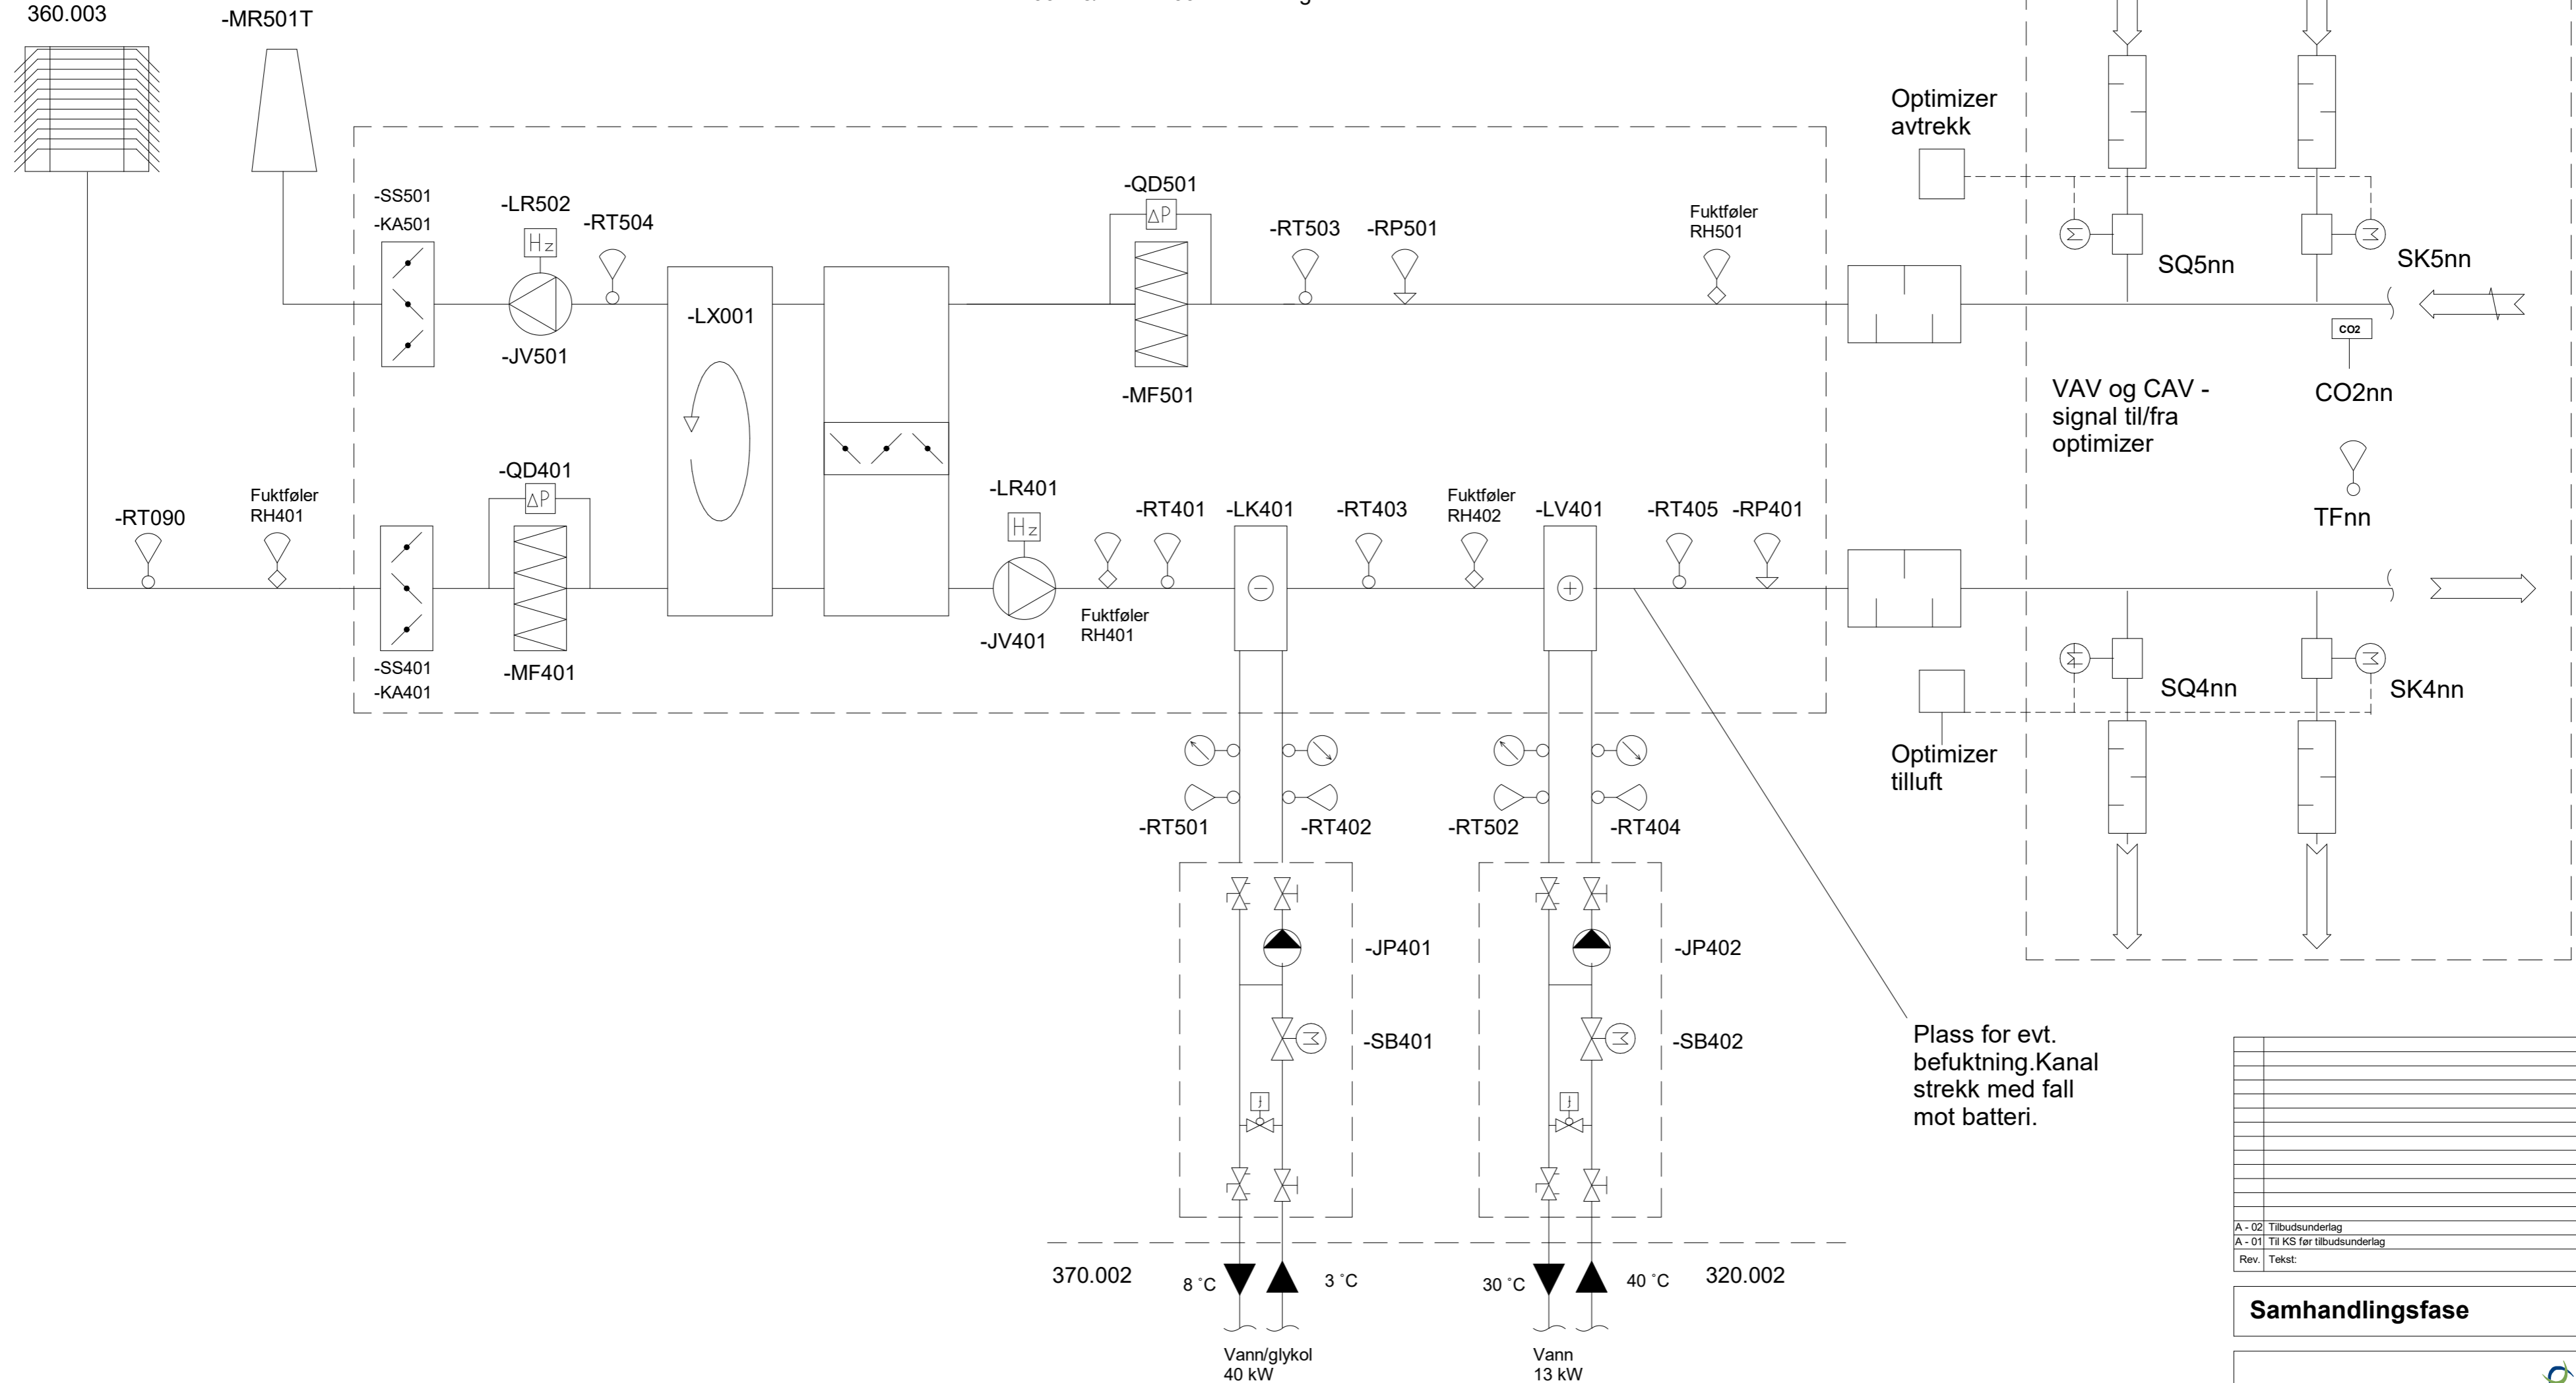 360.003
-MR501T
Optimizer
avtrekk
-SS501
-KA501
-LR502
-RT504
-QD501
ΔP
-RT503
-RP501
Fuktføler
RH501
Hz
-LX001
-JV501
-MF501
SQ5nn
SK5nn
CO2
CO2nn
VAV og CAV -
signal til/fra
optimizer
TFnn
-RT090
Fuktføler
RH401
-QD401
ΔP
-LR401
Hz
-RT401
-LK401
-RT403
Fuktføler
RH402
-LV401
-RT405
-RP401
-SS401
-KA401
-MF401
-JV401
Fuktføler
RH401
SQ4nn
SK4nn
Optimizer
tilluft
-RT501
-RT402
-RT502
-RT404
-JP401
-JP402
-SB401
-SB402
Plass for evt.
befuktning.Kanal
strekk med fall
mot batteri.
370.002
8 °C
3 °C
30 °C
40 °C
320.002
Vann/glykol
40 kW
Vann
13 kW
A - 02 Tilbudsunderlag
A - 01 Til KS før tilbudsunderlag
Rev. Tekst:
Samhandlingsfase